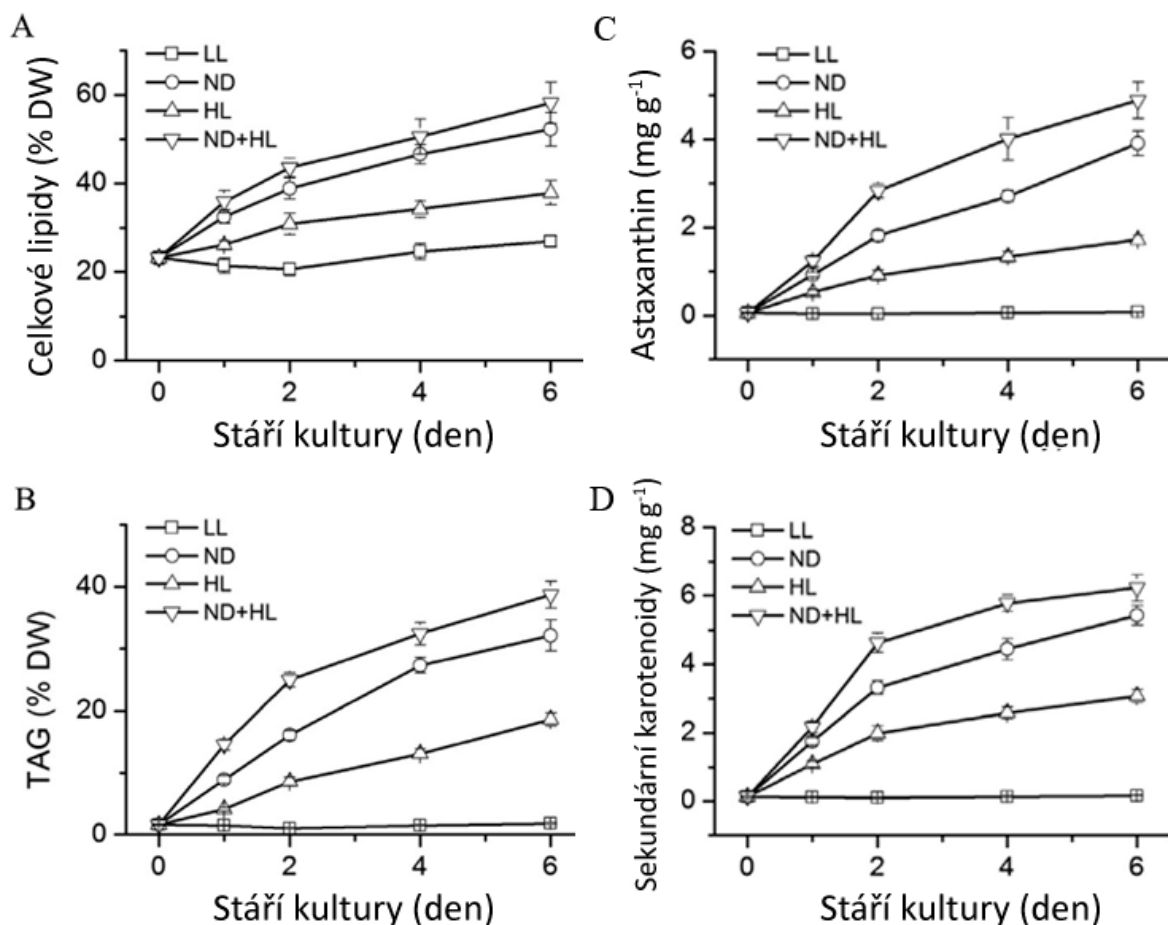 A
LL
ND
HL
ND+HL
Celkové lipidy (% DW)
60
40
20
0
0 2 4 6
Stáří kultury (den)
C
LL
ND
HL
ND+HL
Astaxanthin (mg g-1)
6
4
2
0
0 2 4 6
Stáří kultury (den)
B
LL
ND
HL
ND+HL
TAG (% DW)
40
20
0
0 2 4 6
Stáří kultury (den)
D
LL
ND
HL
ND+HL
Sekundární karotenoidy (mg g-1)
8
6
4
2
0
0 2 4 6
Stáří kultury (den)